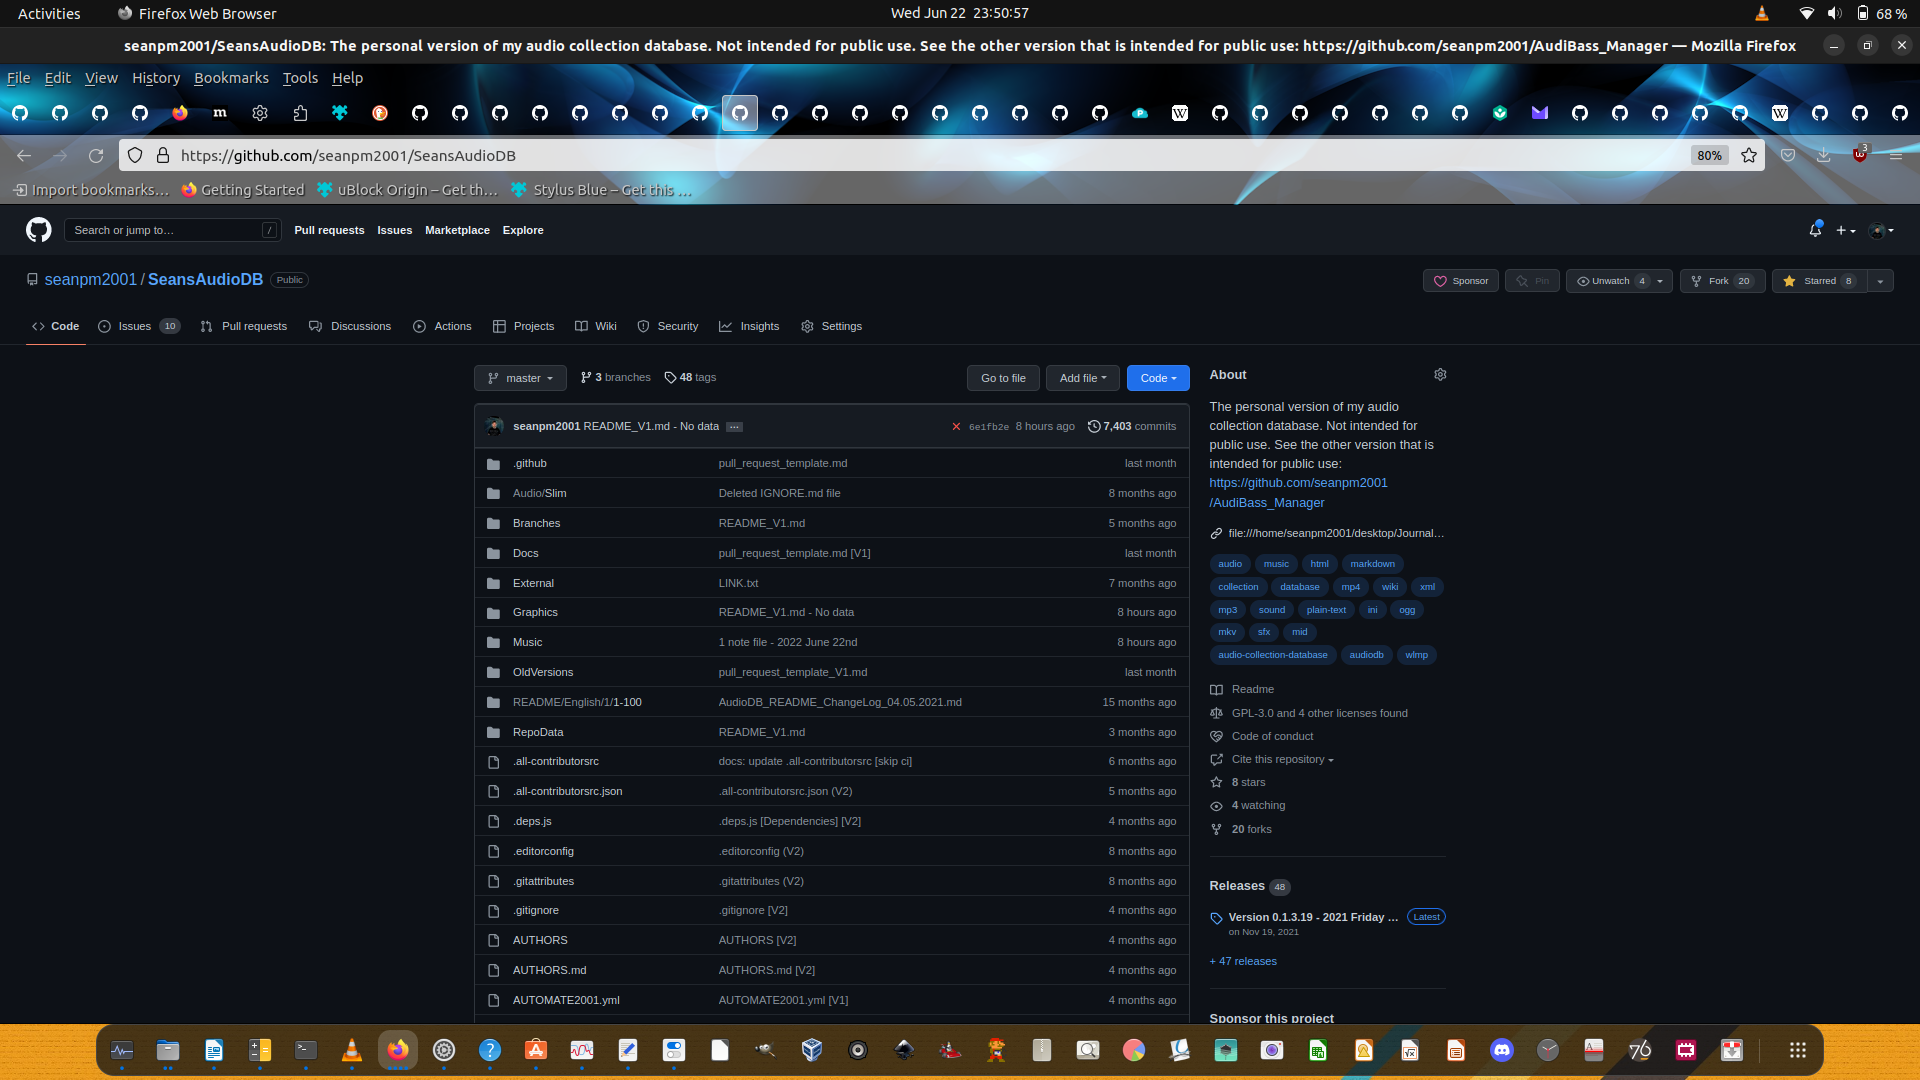 Activities Firefox Web Browser Wed Jun 22 23:50:57 68 %
seanpm2001/SeansAudioDB: The personal version of my audio collection database. Not intended for public use. See the other version that is intended for public use: https://github.com/seanpm2001/AudiBass_Manager — Mozilla Firefox
File Edit View History Bookmarks Tools Help
https://github.com/seanpm2001/SeansAudioDB 80% 3
Import bookmarks… Getting Started uBlock Origin – Get th… Stylus Blue – Get this …
Search or jump to… / Pull requests Issues Marketplace Explore
seanpm2001 / SeansAudioDB Public Sponsor Pin Unwatch 4 Fork 20 Starred 8
Code Issues 10 Pull requests Discussions Actions Projects Wiki Security Insights Settings
master 3 branches 48 tags Go to file Add file Code
seanpm2001 README_V1.md - No data ... 6e1fb2e 8 hours ago 7,403 commits
.github pull_request_template.md last month
Audio/Slim Deleted IGNORE.md file 8 months ago
Branches README_V1.md 5 months ago
Docs pull_request_template.md [V1] last month
External LINK.txt 7 months ago
Graphics README_V1.md - No data 8 hours ago
Music 1 note file - 2022 June 22nd 8 hours ago
OldVersions pull_request_template_V1.md last month
README/English/1/1-100 AudioDB_README_ChangeLog_04.05.2021.md 15 months ago
RepoData README_V1.md 3 months ago
.all-contributorsrc docs: update .all-contributorsrc [skip ci] 6 months ago
.all-contributorsrc.json .all-contributorsrc.json (V2) 5 months ago
.deps.js .deps.js [Dependencies] [V2] 4 months ago
.editorconfig .editorconfig (V2) 8 months ago
.gitattributes .gitattributes (V2) 8 months ago
.gitignore .gitignore [V2] 4 months ago
AUTHORS AUTHORS [V2] 4 months ago
AUTHORS.md AUTHORS.md [V2] 4 months ago
AUTOMATE2001.yml AUTOMATE2001.yml [V1] 4 months ago
About
The personal version of my audio
collection database. Not intended for
public use. See the other version that is
intended for public use:
https://github.com/seanpm2001
/AudiBass_Manager
file:///home/seanpm2001/desktop/Journal…
audio music html markdown
collection database mp4 wiki xml
mp3 sound plain-text ini ogg
mkv sfx mid
audio-collection-database audiodb wlmp
Readme
GPL-3.0 and 4 other licenses found
Code of conduct
Cite this repository
8 stars
4 watching
20 forks
Releases 48
Version 0.1.3.19 - 2021 Friday … Latest
on Nov 19, 2021
+ 47 releases
Sponsor this project